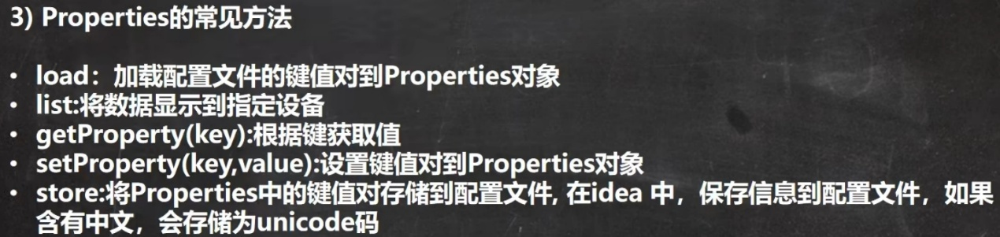 3) Properties的常见方法
• load：加载配置文件的键值对到Properties对象
• list:将数据显示到指定设备
• getProperty(key):根据键获取值
• setProperty(key,value):设置键值对到Properties对象
• store:将Properties中的键值对存储到配置文件, 在idea 中，保存信息到配置文件，如果
含有中文，会存储为unicode码